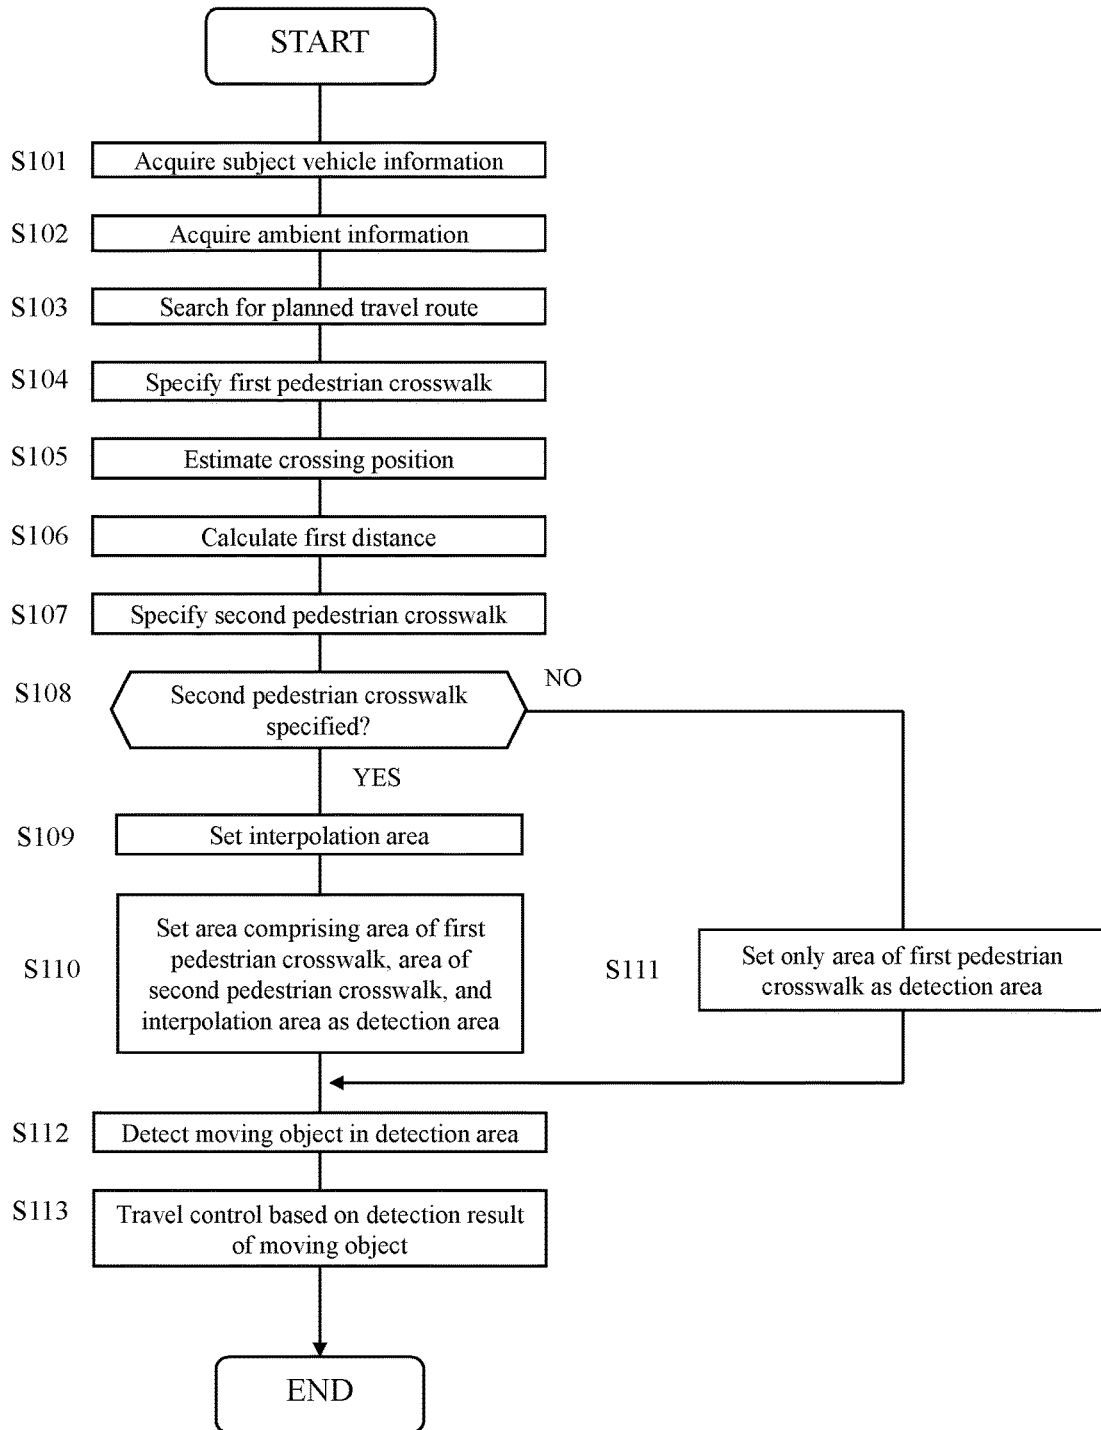 START
S101
Acquire subject vehicle information
S102
Acquire ambient information
S103
Search for planned travel route
S104
Specify first pedestrian crosswalk
S105
Estimate crossing position
S106
Calculate first distance
S107
Specify second pedestrian crosswalk
S108
Second pedestrian crosswalk
specified?
NO
YES
S109
Set interpolation area
S110
Set area comprising area of first
pedestrian crosswalk, area of
second pedestrian crosswalk, and
interpolation area as detection area
S111
Set only area of first pedestrian
crosswalk as detection area
S112
Detect moving object in detection area
S113
Travel control based on detection result
of moving object
END